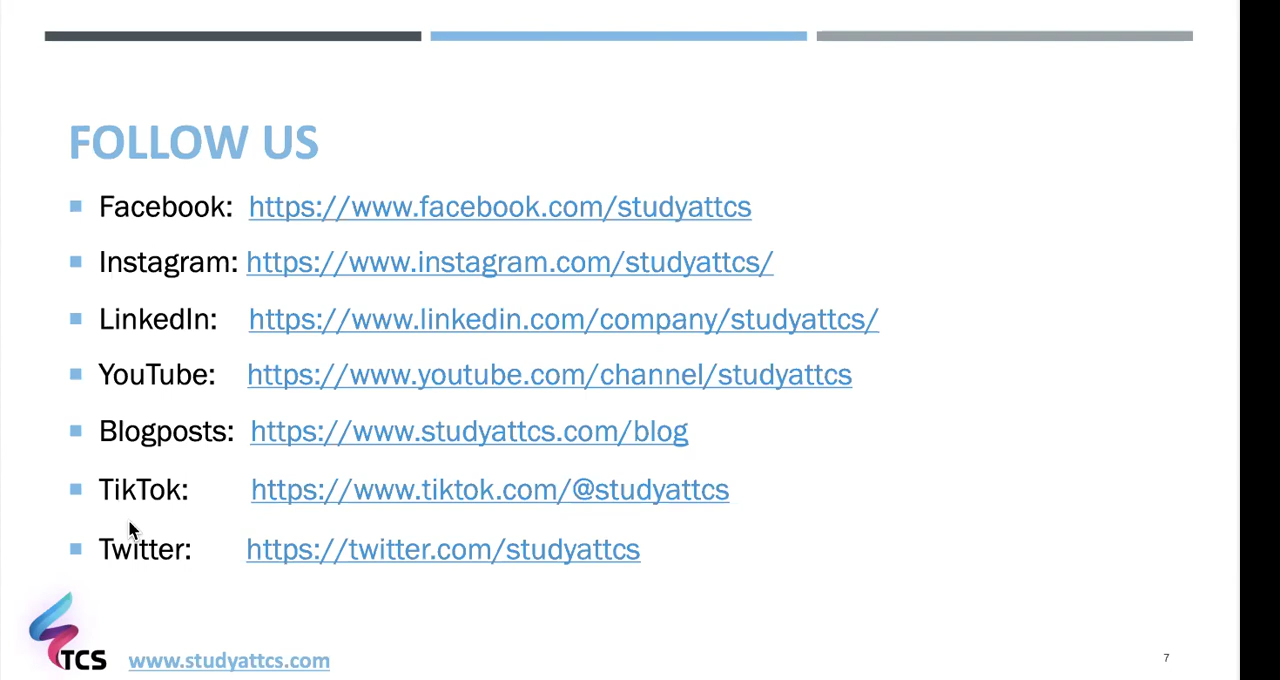 FOLLOW US
Facebook: https://www.facebook.com/studyattcs
Instagram: https://www.instagram.com/studyattcs/
LinkedIn: https://www.linkedin.com/company/studyattcs/
YouTube: https://www.youtube.com/channel/studyattcs
Blogposts: https://www.studyattcs.com/blog
TikTok: https://www.tiktok.com/@studyattcs
Twitter: https://twitter.com/studyattcs
TCS www.studyattcs.com 7